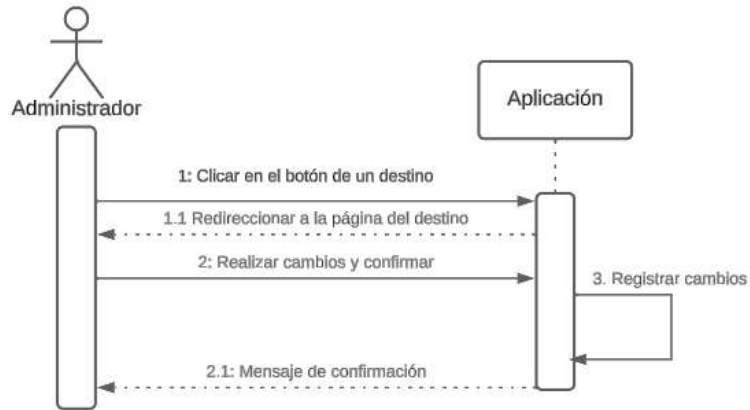 Administrador
Aplicación
1: Clicar en el botón de un destino
1.1 Redireccionar a la página del destino
2: Realizar cambios y confirmar
3. Registrar cambios
2.1: Mensaje de confirmación